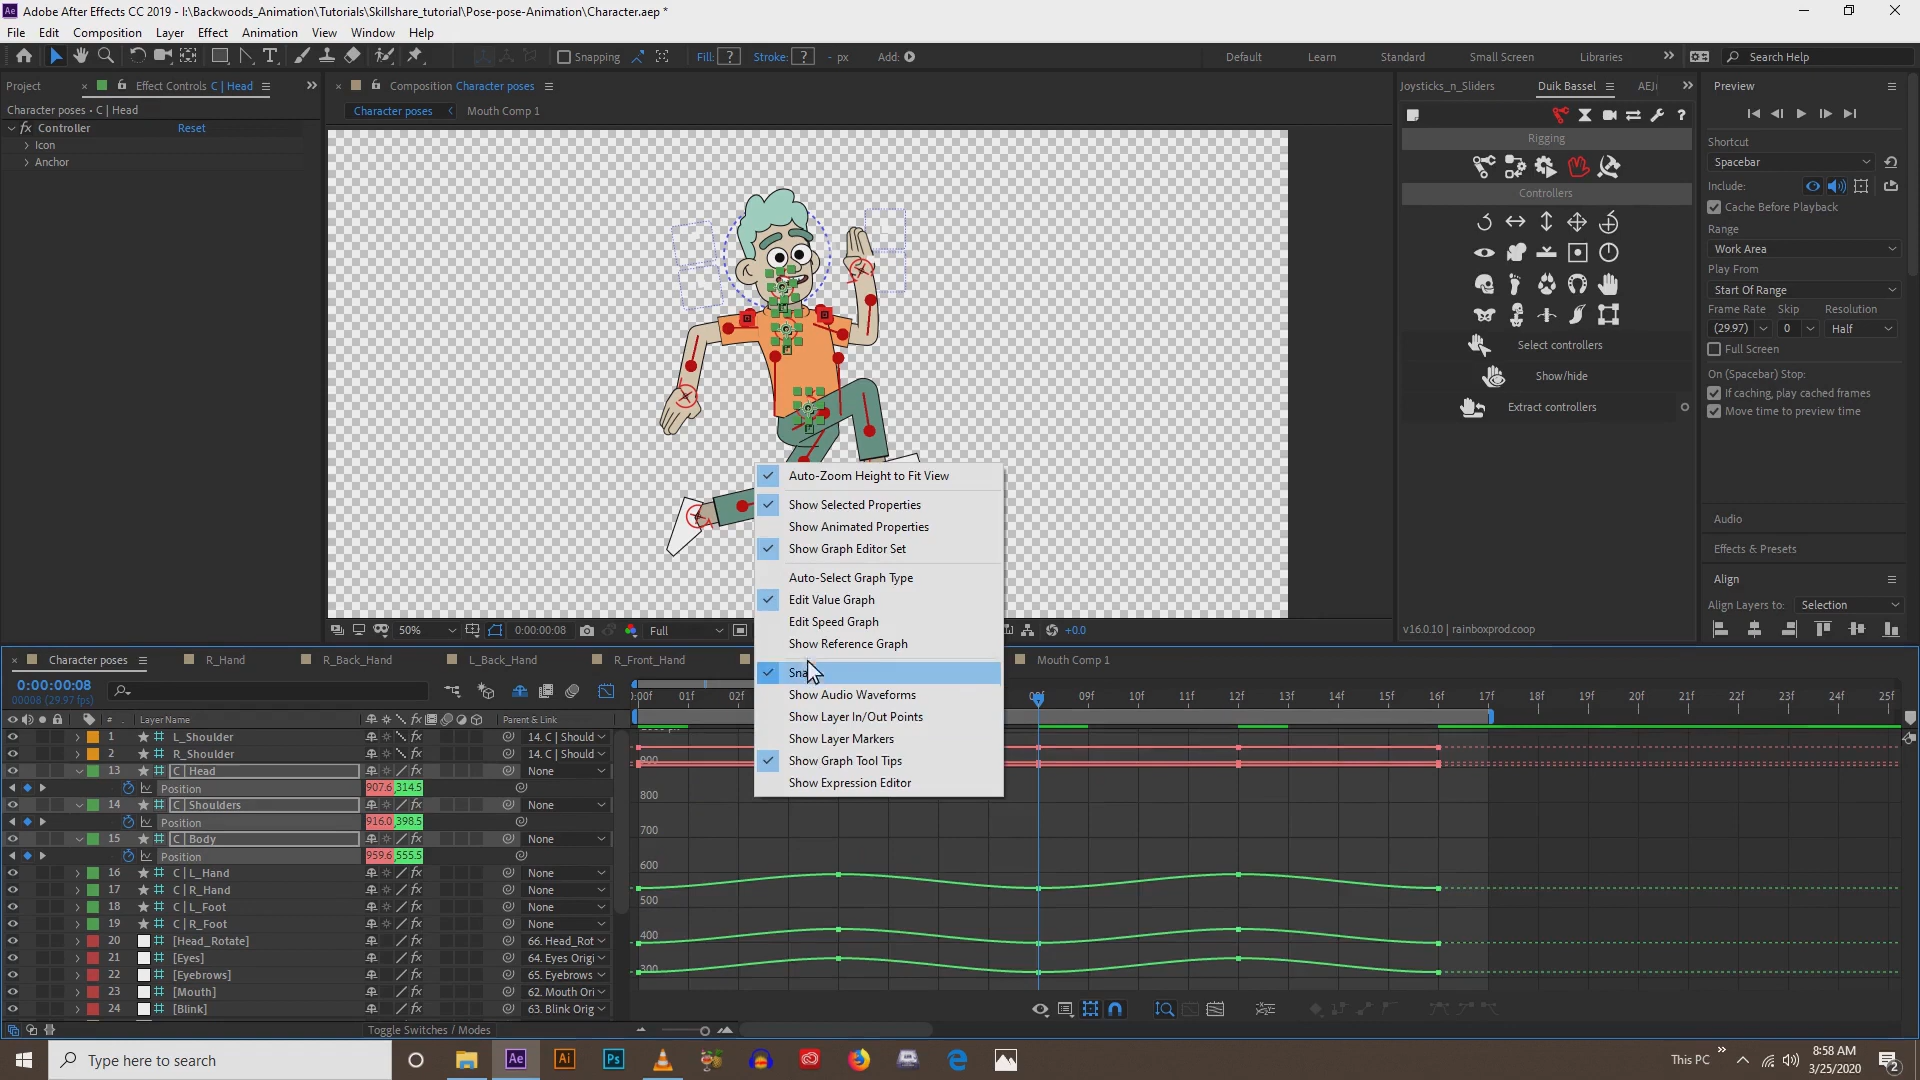 Adobe After Effects CC 2019 - I:\Backwoods_Animation\Tutorials\Skillshare_tutorial\Pose-pose-Animation\Character.aep *
File Edit Composition Layer Effect Animation View Window Help
Snapping
Fill: ? Stroke: ? - px Add:
Default Learn Standard Small Screen Libraries
Search Help
Project
Effect Controls C | Head
Composition Character poses
Joysticks_n_Sliders Duik Bassel
Preview
Character poses • C | Head
Character poses Mouth Comp 1
fx Controller Reset
Icon
Anchor
Rigging
Controllers
Select controllers
Show/hide
Extract controllers
v16.0.10 | rainboxprod.coop
Shortcut
Spacebar
Include:
Cache Before Playback
Range
Work Area
Play From
Start Of Range
Frame Rate Skip Resolution
(29.97) 0 Half
Full Screen
On (Spacebar) Stop:
If caching, play cached frames
Move time to preview time
Audio
Effects & Presets
Align
Align Layers to: Selection
Auto-Zoom Height to Fit View
Show Selected Properties
Show Animated Properties
Show Graph Editor Set
Auto-Select Graph Type
Edit Value Graph
Edit Speed Graph
Show Reference Graph
Show Audio Waveforms
Show Layer In/Out Points
Show Layer Markers
Show Graph Tool Tips
Show Expression Editor
50% 0:00:00:08 Full +0.0
Character poses R_Hand R_Back_Hand L_Back_Hand R_Front_Hand Mouth Comp 1
0:00:00:08
00008 (29.97 fps)
:00f 01f 02f 09f 10f 11f 12f 13f 14f 15f 16f 17f 18f 19f 20f 21f 22f 23f 24f 25f
# Layer Name Parent & Link
1 L_Shoulder 14. C | Should
2 R_Shoulder 14. C | Should
13 C | Head None
Position 907.6,314.5
14 C | Shoulders None
Position 916.0,398.5
15 C | Body None
Position 959.6,555.5
16 C | L_Hand None
17 C | R_Hand None
18 C | L_Foot None
19 C | R_Foot None
20 [Head_Rotate] 66. Head_Rot
21 [Eyes] 64. Eyes Origi
22 [Eyebrows] 65. Eyebrows
23 [Mouth] 62. Mouth Ori
24 [Blink] 63. Blink Orig
900
800
700
600
500
400
300
Toggle Switches / Modes
Type here to search
Ae Ai Ps
This PC
8:58 AM
3/25/2020
2